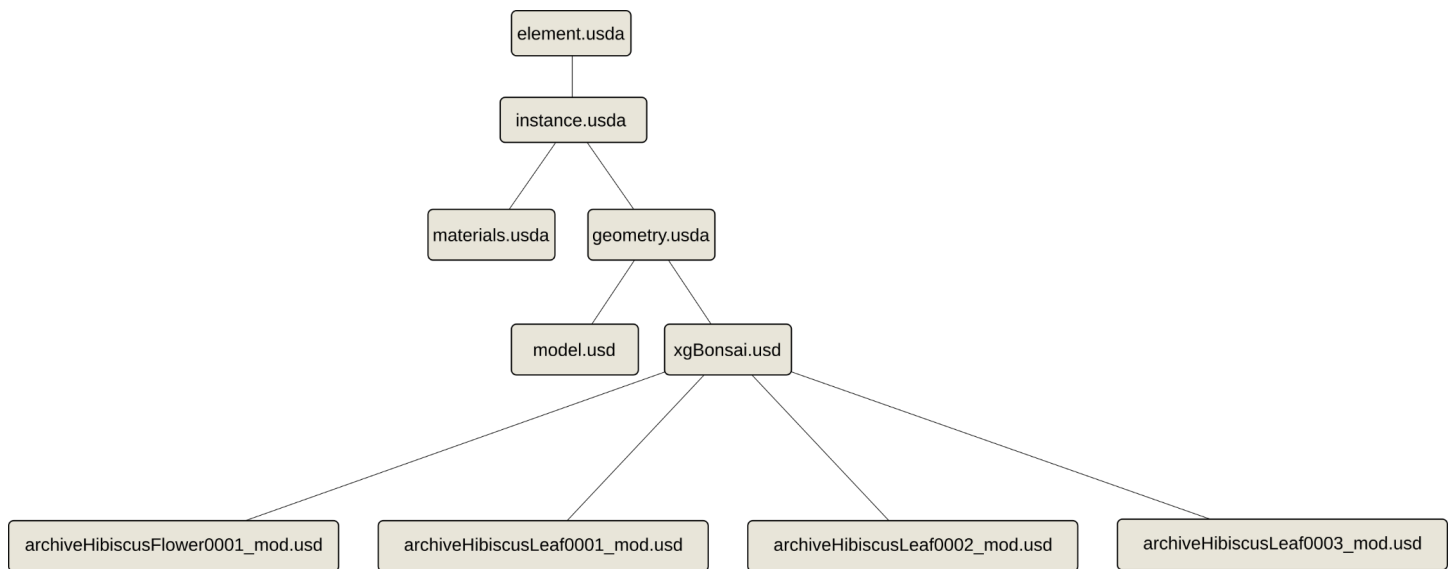 element.usda
instance.usda
materials.usda
geometry.usda
model.usd
xgBonsai.usd
archiveHibiscusFlower0001_mod.usd
archiveHibiscusLeaf0001_mod.usd
archiveHibiscusLeaf0002_mod.usd
archiveHibiscusLeaf0003_mod.usd